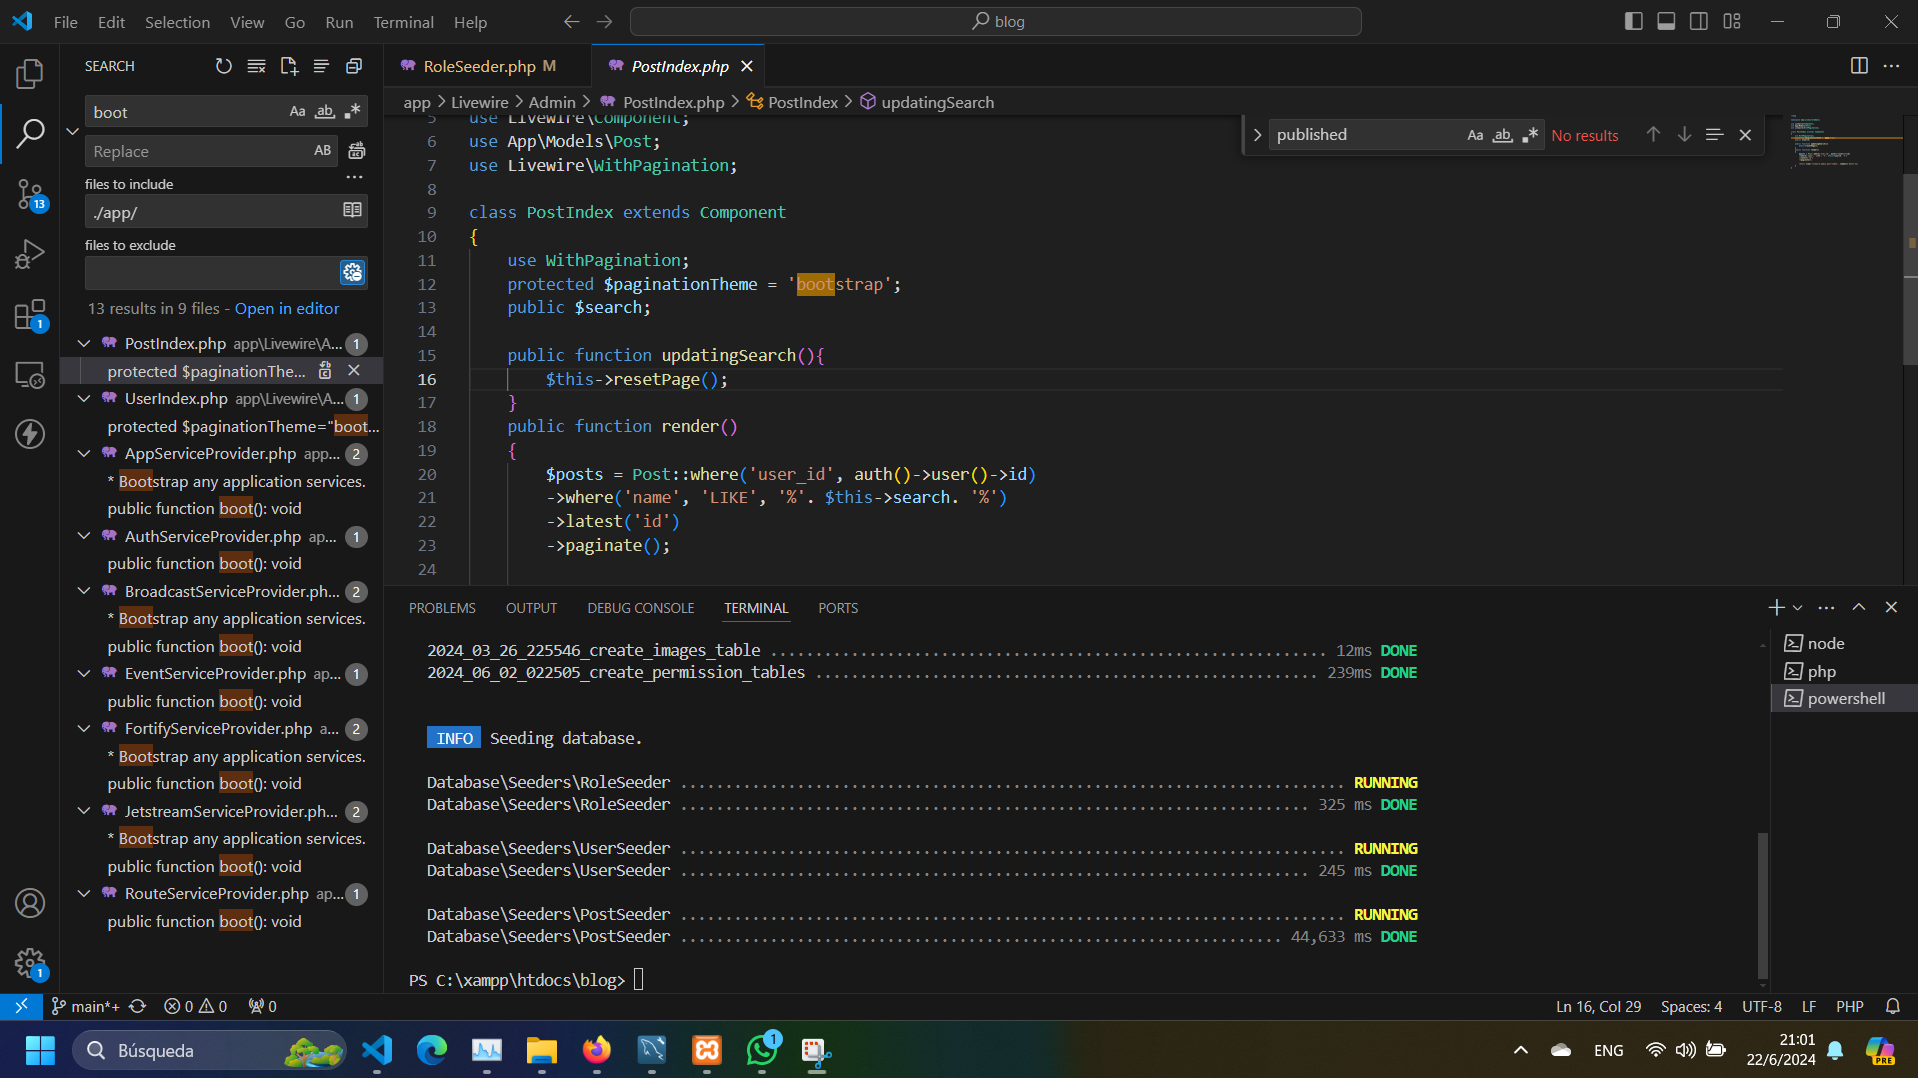 File Edit Selection View Go Run Terminal Help
blog
SEARCH
boot
Aa ab
Replace
AB
files to include
./app/
files to exclude
13 results in 9 files - Open in editor
PostIndex.php app\Livewire\A... 1
protected $paginationThe...
UserIndex.php app\Livewire\A... 1
protected $paginationTheme="boot...
AppServiceProvider.php app... 2
* Bootstrap any application services.
public function boot(): void
AuthServiceProvider.php ap... 1
public function boot(): void
BroadcastServiceProvider.ph... 2
* Bootstrap any application services.
public function boot(): void
EventServiceProvider.php ap... 1
public function boot(): void
FortifyServiceProvider.php a... 2
* Bootstrap any application services.
public function boot(): void
JetstreamServiceProvider.ph... 2
* Bootstrap any application services.
public function boot(): void
RouteServiceProvider.php ap... 1
public function boot(): void
13
1
1
RoleSeeder.php M
PostIndex.php
app > Livewire > Admin > PostIndex.php > PostIndex > updatingSearch
published
Aa ab
No results
5 use Livewire\Component;
6 use App\Models\Post;
7 use Livewire\WithPagination;
8
9 class PostIndex extends Component
10 {
11 use WithPagination;
12 protected $paginationTheme = 'bootstrap';
13 public $search;
14
15 public function updatingSearch(){
16 $this->resetPage();
17 }
18 public function render()
19 {
20 $posts = Post::where('user_id', auth()->user()->id)
21 ->where('name', 'LIKE', '%'. $this->search. '%')
22 ->latest('id')
23 ->paginate();
24
PROBLEMS OUTPUT DEBUG CONSOLE TERMINAL PORTS
2024_03_26_225546_create_images_table ............................................................... 12ms DONE
2024_06_02_022505_create_permission_tables ......................................................... 239ms DONE
INFO Seeding database.
Database\Seeders\RoleSeeder .......................................................................... RUNNING
Database\Seeders\RoleSeeder ...................................................................... 325 ms DONE
Database\Seeders\UserSeeder .......................................................................... RUNNING
Database\Seeders\UserSeeder ...................................................................... 245 ms DONE
Database\Seeders\PostSeeder .......................................................................... RUNNING
Database\Seeders\PostSeeder ................................................................... 44,633 ms DONE
PS C:\xampp\htdocs\blog>
node
php
powershell
main*+ 0 0 0
Ln 16, Col 29 Spaces: 4 UTF-8 LF PHP
Búsqueda
1
ENG
21:01
22/6/2024
PRE